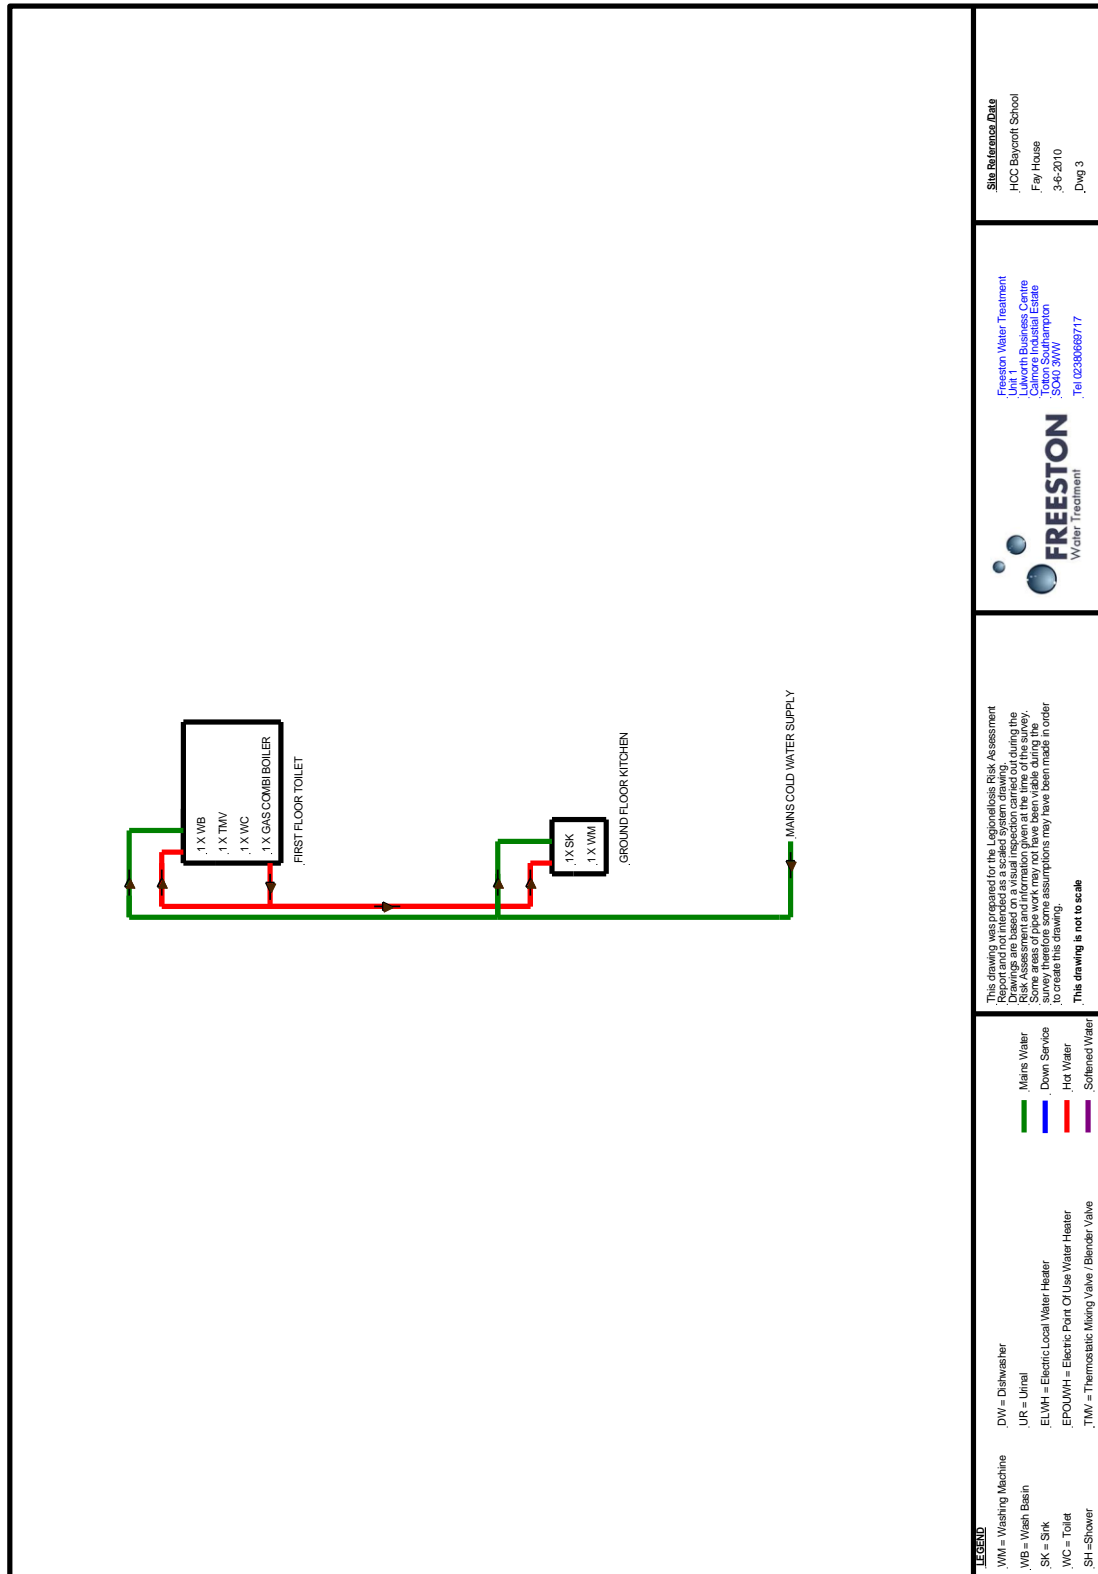 1 X WB
1 X TMV
1 X WC
1 X GAS COMBI BOILER
FIRST FLOOR TOILET
1X SK
1 X WM
GROUND FLOOR KITCHEN
MAINS COLD WATER SUPPLY
LEGEND
WM = Washing Machine
WB = Wash Basin
SK = Sink
WC = Toilet
SH =Shower
DW = Dishwasher
UR = Urinal
ELWH = Electric Local Water Heater
EPOUWH = Electric Point Of Use Water Heater
TMV = Thermostatic Mixing Valve / Blender Valve
Mains Water
Down Service
Hot Water
Softened Water
This drawing was prepared for the Legionellosis Risk Assessment
Report and not intended as a scaled system drawing.
Drawings are based on a visual inspection carried out during the
Risk Assessment and information given at the time of the survey.
Some areas of pipe work may not have been viable during the
survey therefore some assumptions may have been made in order
to create this drawing.
This drawing is not to scale
FREESTON
Water Treatment
Freeston Water Treatment
Unit 1
Lulworth Business Centre
Calmore Industial Estate
Totton Southampton
SO40 3WW
Tel 02380669717
Site Reference /Date
HCC Baycroft School
Fay House
3-6-2010
Dwg 3